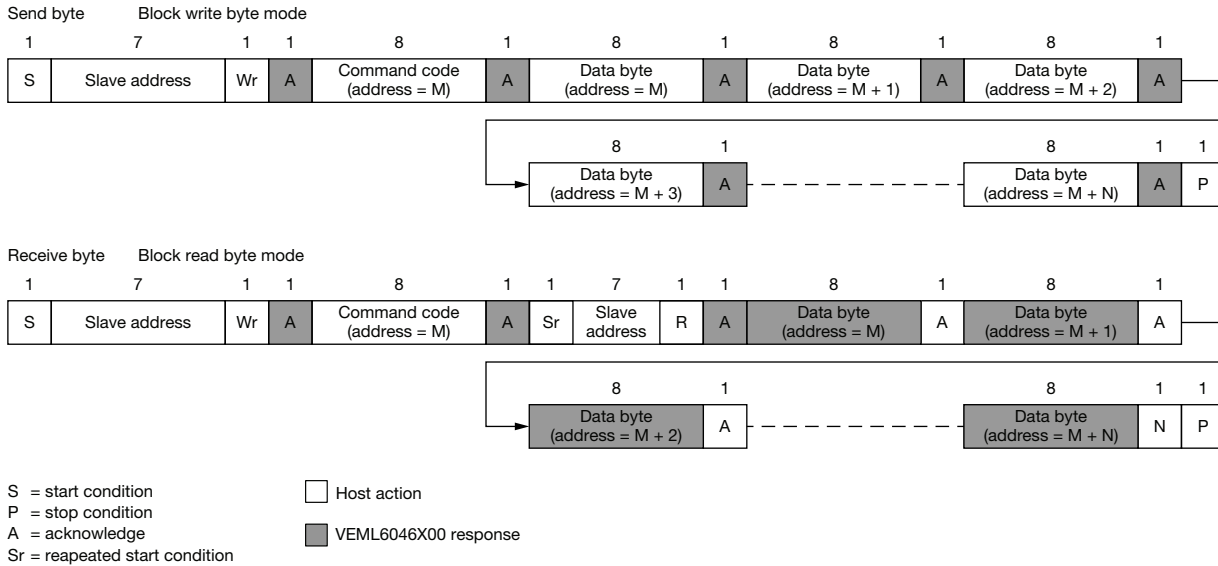 Send byte Block write byte mode
1 7 1 1 8 1 8 1 8 1 8 1
S Slave address Wr A Command code (address = M) A Data byte (address = M) A Data byte (address = M + 1) A Data byte (address = M + 2) A
8 1 8 1 1
Data byte (address = M + 3) A Data byte (address = M + N) A P
Receive byte Block read byte mode
1 7 1 1 8 1 1 7 1 1 8 1 8 1
S Slave address Wr A Command code (address = M) A Sr Slave address R A Data byte (address = M) A Data byte (address = M + 1) A
8 1 8 1 1
Data byte (address = M + 2) A Data byte (address = M + N) N P
S = start condition
P = stop condition
A = acknowledge
Sr = reapeated start condition
Host action
VEML6046X00 response